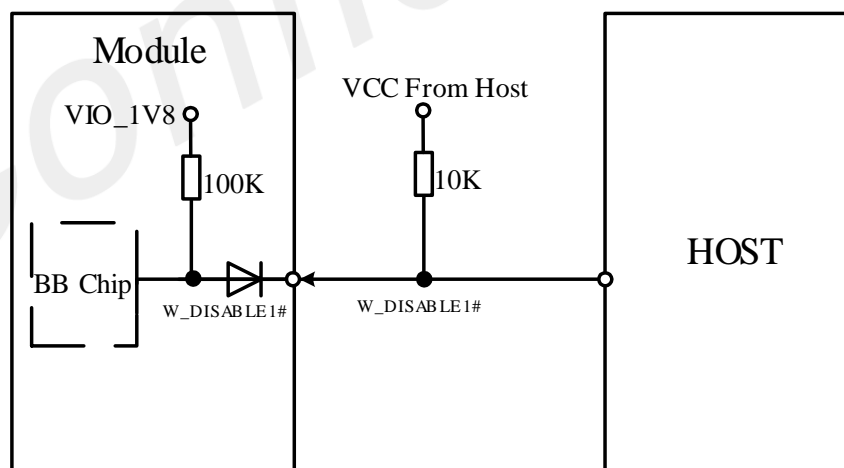 Module
VCC From Host
VIO_1V8
100K
10K
HOST
BB Chip
W_DISABLE1#
W_DISABLE1#